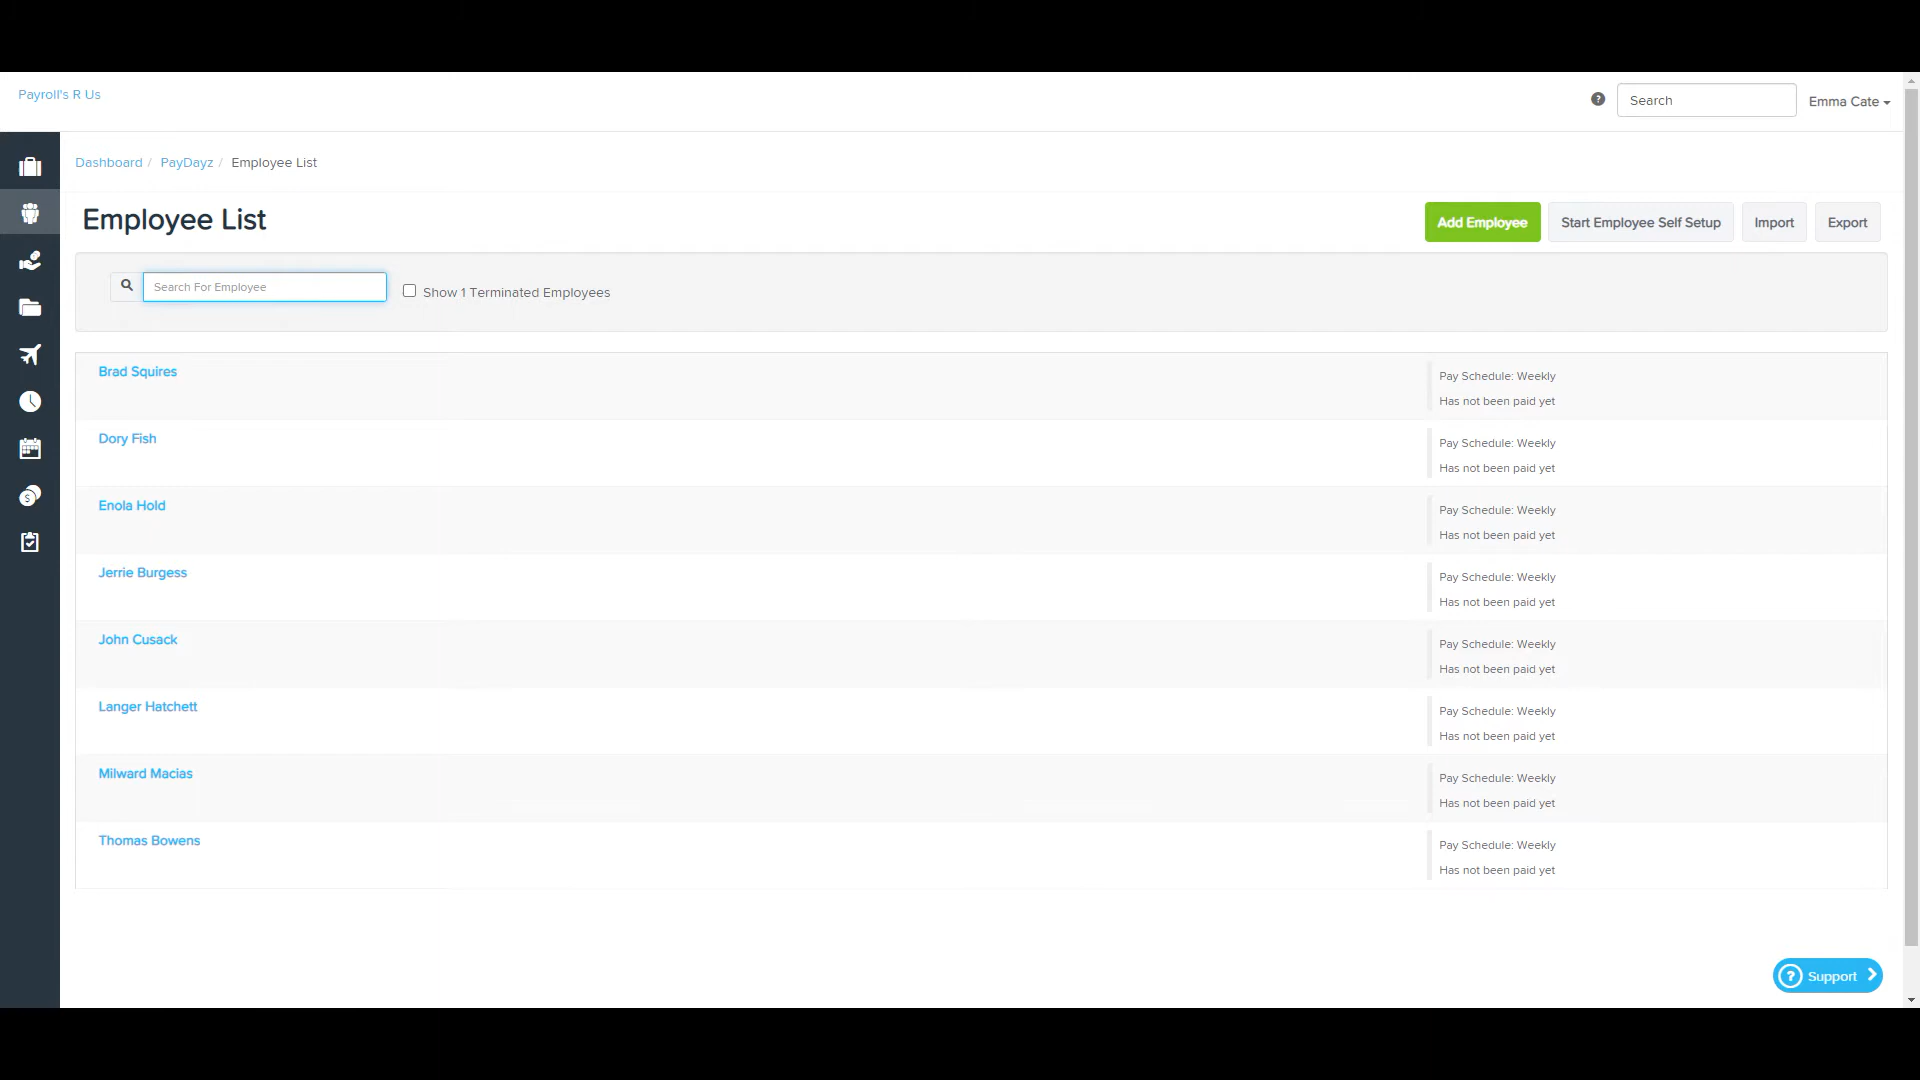 Payroll's R Us
?
Search
Emma Cate
Dashboard / PayDayz / Employee List
Employee List
Add Employee
Start Employee Self Setup
Import
Export
Search For Employee
Show 1 Terminated Employees
Brad Squires
Pay Schedule: Weekly
Has not been paid yet
Dory Fish
Pay Schedule: Weekly
Has not been paid yet
Enola Hold
Pay Schedule: Weekly
Has not been paid yet
Jerrie Burgess
Pay Schedule: Weekly
Has not been paid yet
John Cusack
Pay Schedule: Weekly
Has not been paid yet
Langer Hatchett
Pay Schedule: Weekly
Has not been paid yet
Milward Macias
Pay Schedule: Weekly
Has not been paid yet
Thomas Bowens
Pay Schedule: Weekly
Has not been paid yet
? Support